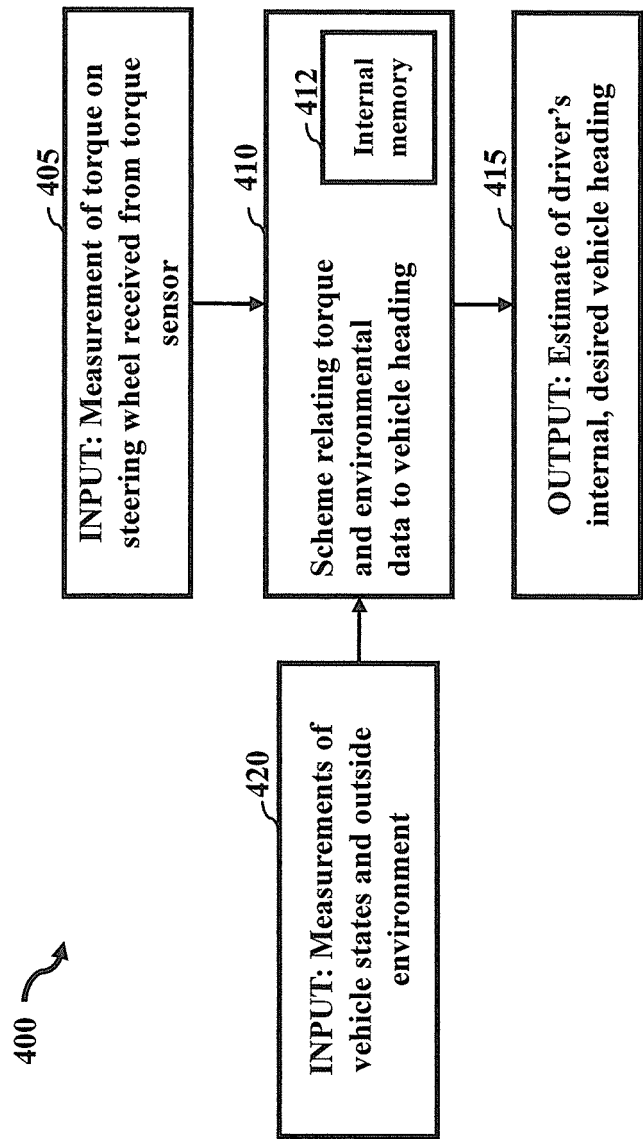 400
405
INPUT: Measurement of torque on
steering wheel received from torque
sensor
410
Scheme relating torque
and environmental
data to vehicle heading
412
Internal
memory
420
INPUT: Measurements of
vehicle states and outside
environment
415
OUTPUT: Estimate of driver's
internal, desired vehicle heading